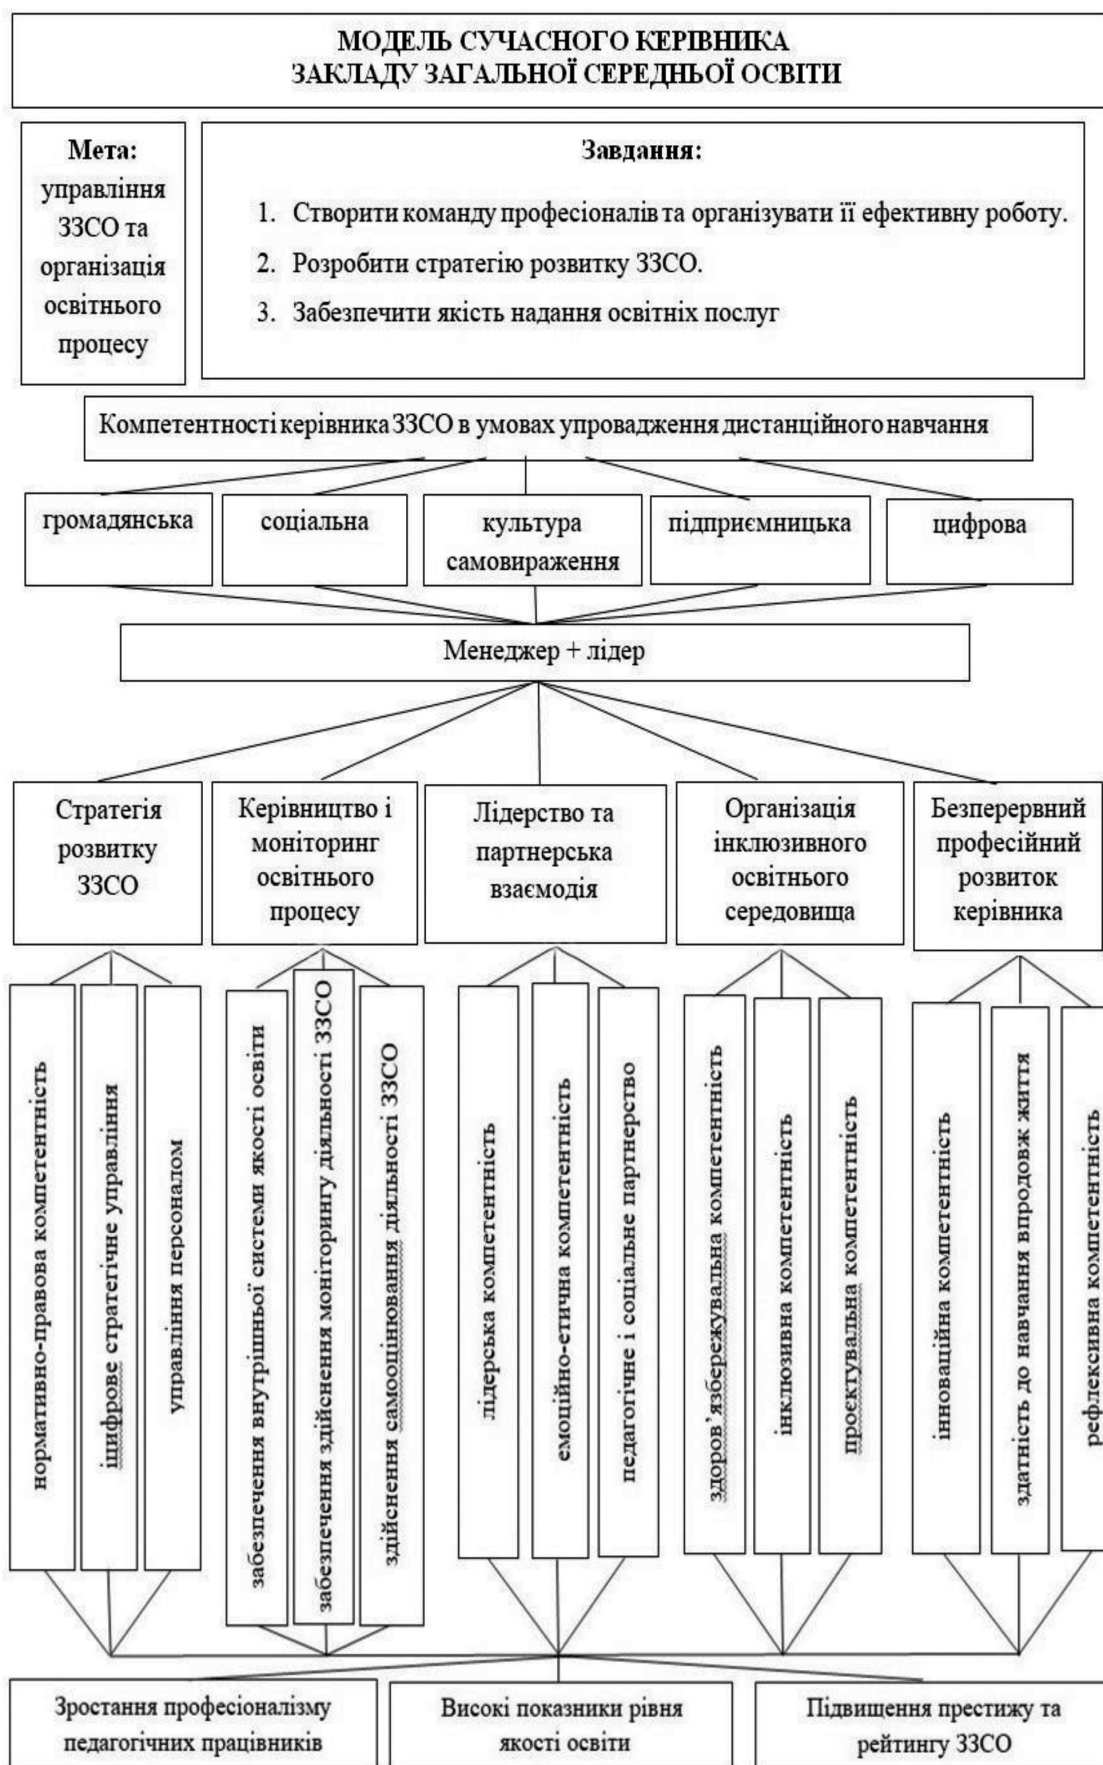 МОДЕЛЬ СУЧАСНОГО КЕРІВНИКА
ЗАКЛАДУ ЗАГАЛЬНОЇ СЕРЕДНЬОЇ ОСВІТИ
Мета:
управління
ЗЗСО та
організація
освітнього
процесу
Завдання:
1. Створити команду професіоналів та організувати її ефективну роботу.
2. Розробити стратегію розвитку ЗЗСО.
3. Забезпечити якість надання освітніх послуг
Компетентності керівника ЗЗСО в умовах упровадження дистанційного навчання
громадянська
соціальна
культура
самовираження
підприємницька
цифрова
Менеджер + лідер
Стратегія
розвитку
ЗЗСО
Керівництво і
моніторинг
освітнього
процесу
Лідерство та
партнерська
взаємодія
Організація
інклюзивного
освітнього
середовища
Безперервний
професійний
розвиток
керівника
нормативно-правова компетентність
ішифрове стратегічне управління
управління персоналом
забезпечення внутрішньої системи якості освіти
забезпечення здійснення моніторингу діяльності ЗЗСО
здійснення самооцінювання діяльності ЗЗСО
лідерська компетентність
емоційно-етична компетентність
педагогічне і соціальне партнерство
здоров’язбережувальна компетентність
інклюзивна компетентність
проєктувальна компетентність
інноваційна компетентність
здатність до навчання впродовж життя
рефлексивна компетентність
Зростання професіоналізму
педагогічних працівників
Високі показники рівня
якості освіти
Підвищення престижу та
рейтингу ЗЗСО